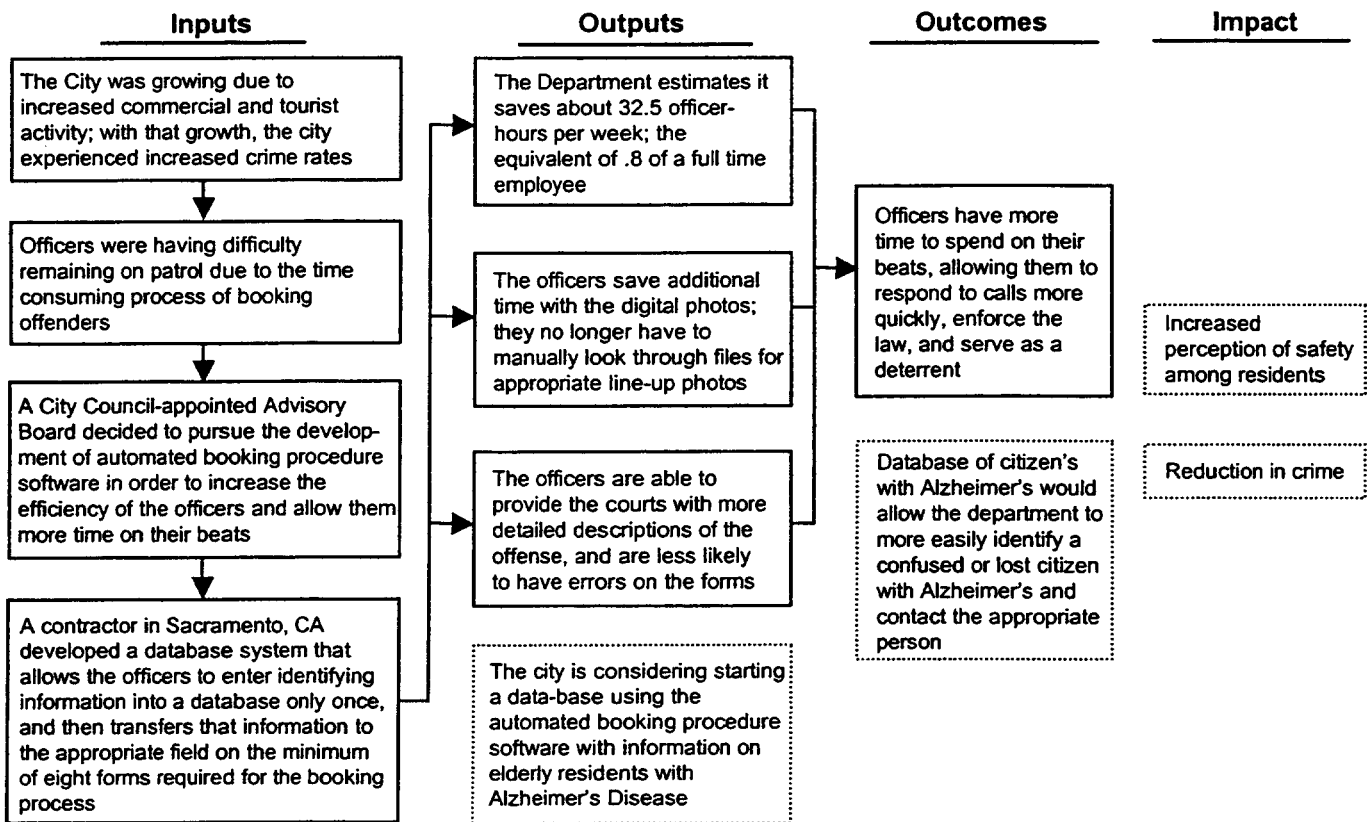 Inputs
The City was growing due to
increased commercial and tourist
activity; with that growth, the city
experienced increased crime rates
Officers were having difficulty
remaining on patrol due to the time
consuming process of booking
offenders
A City Council-appointed Advisory
Board decided to pursue the develop-
ment of automated booking procedure
software in order to increase the
efficiency of the officers and allow them
more time on their beats
A contractor in Sacramento, CA
developed a database system that
allows the officers to enter identifying
information into a database only once,
and then transfers that information to
the appropriate field on the minimum
of eight forms required for the booking
process
Outputs
The Department estimates it
saves about 32.5 officer-
hours per week; the
equivalent of .8 of a full time
employee
The officers save additional
time with the digital photos;
they no longer have to
manually look through files for
appropriate line-up photos
The officers are able to
provide the courts with more
detailed descriptions of the
offense, and are less likely
to have errors on the forms
The city is considering starting
a data-base using the
automated booking procedure
software with information on
elderly residents with
Alzheimer's Disease
Outcomes
Officers have more
time to spend on their
beats, allowing them to
respond to calls more
quickly, enforce the
law, and serve as a
deterrent
Database of citizen's
with Alzheimer's would
allow the department to
more easily identify a
confused or lost citizen
with Alzheimer's and
contact the appropriate
person
Impact
Increased
perception of safety
among residents
Reduction in crime